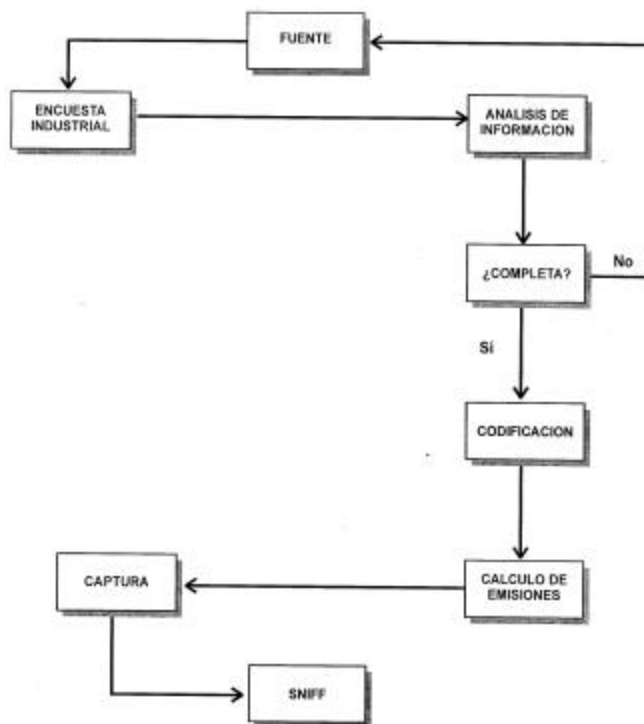 FUENTE
ENCUESTA
INDUSTRIAL
ANALISIS DE
INFORMACION
¿COMPLETA?
No
Sí
CODIFICACION
CALCULO DE
EMISIONES
CAPTURA
SNIFF